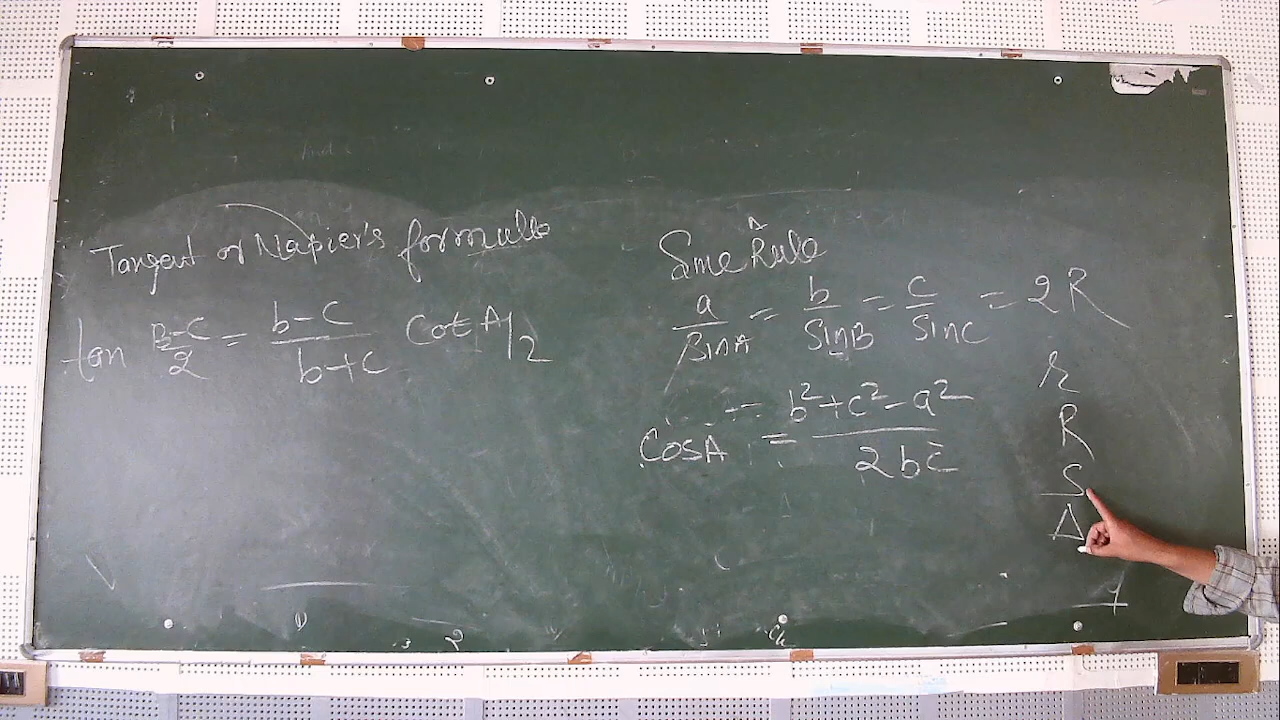 Tangent or Napier's formula
tan B-C/2 = b-c/b+c Cot A/2
Sine Rule
a/SinA = b/SinB = c/SinC = 2R
CosA = b²+c²-a²/2bc
r
R
S
Δ